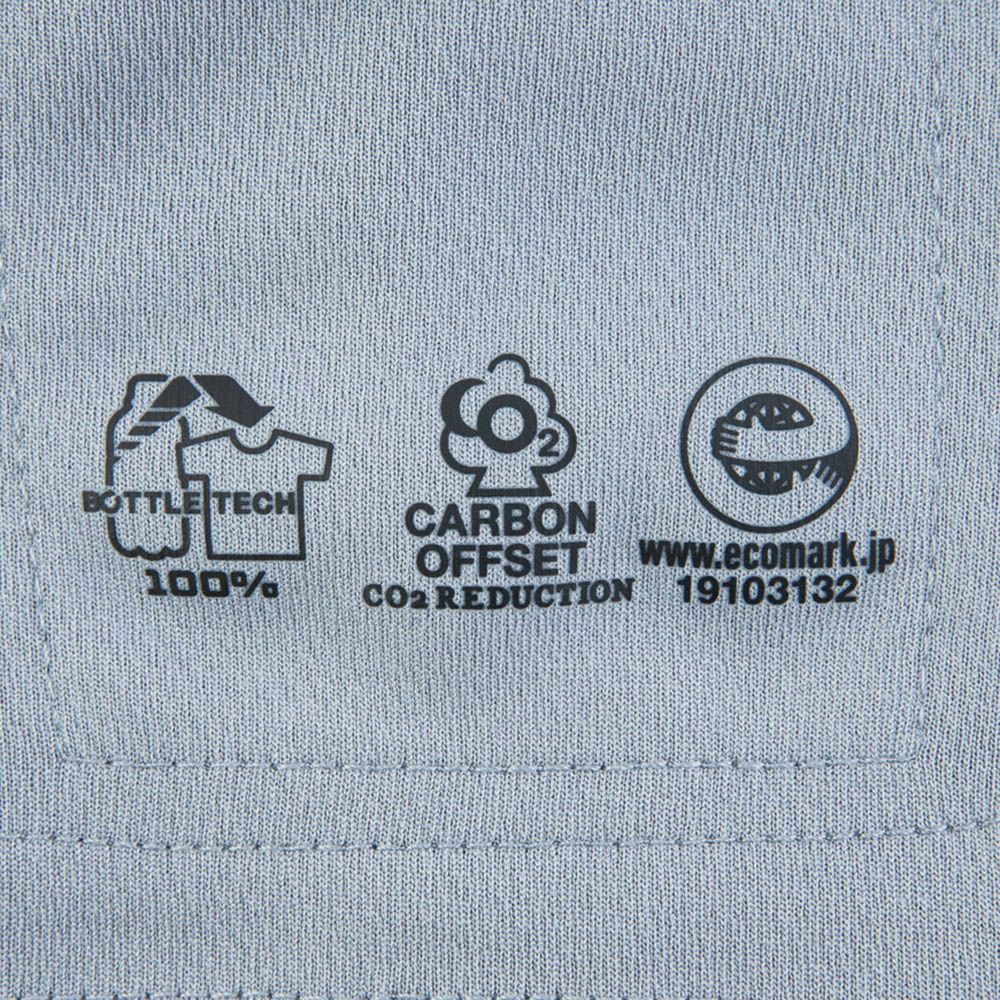 BOTTLE TECH
100%
CO2
CARBON
OFFSET
CO2 REDUCTION
www.ecomark.jp
19103132